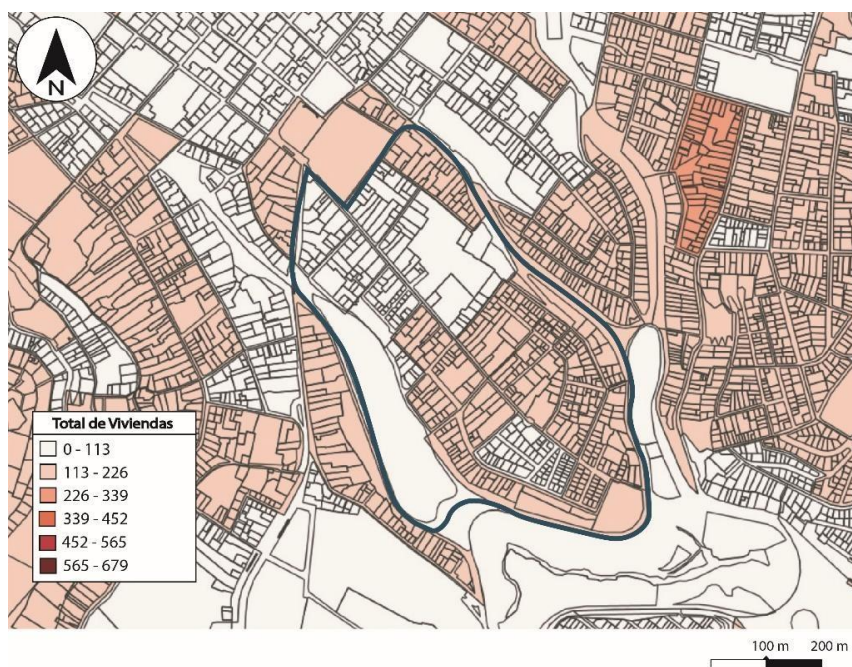 N
Total de Viviendas
0 - 113
113 - 226
226 - 339
339 - 452
452 - 565
565 - 679
100 m 200 m